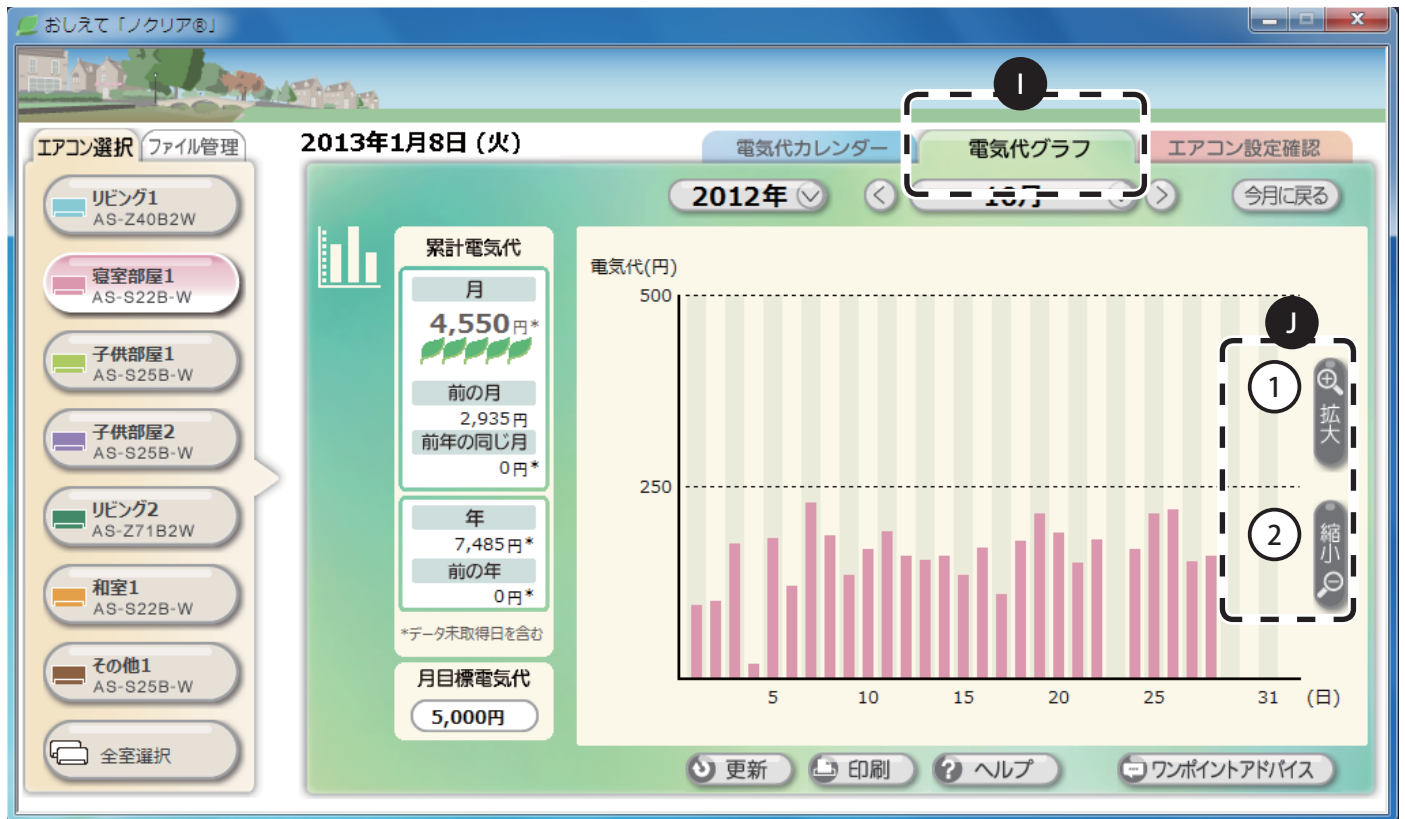 おしえて「ノクリア®」
I
エアコン選択
ファイル管理
2013年1月8日 (火)
電気代カレンダー
電気代グラフ
エアコン設定確認
リビング1
AS-Z40B2W
寝室部屋1
AS-S22B-W
子供部屋1
AS-S25B-W
子供部屋2
AS-S25B-W
リビング2
AS-Z71B2W
和室1
AS-S22B-W
その他1
AS-S25B-W
全室選択
2012年
今月に戻る
累計電気代
月
4,550円*
前の月
2,935円
前年の同じ月
0円*
年
7,485円*
前の年
0円*
*データ未取得日を含む
月目標電気代
5,000円
電気代(円)
500
250
5 10 15 20 25 31 (日)
J
1
拡大
2
縮小
更新
印刷
ヘルプ
ワンポイントアドバイス